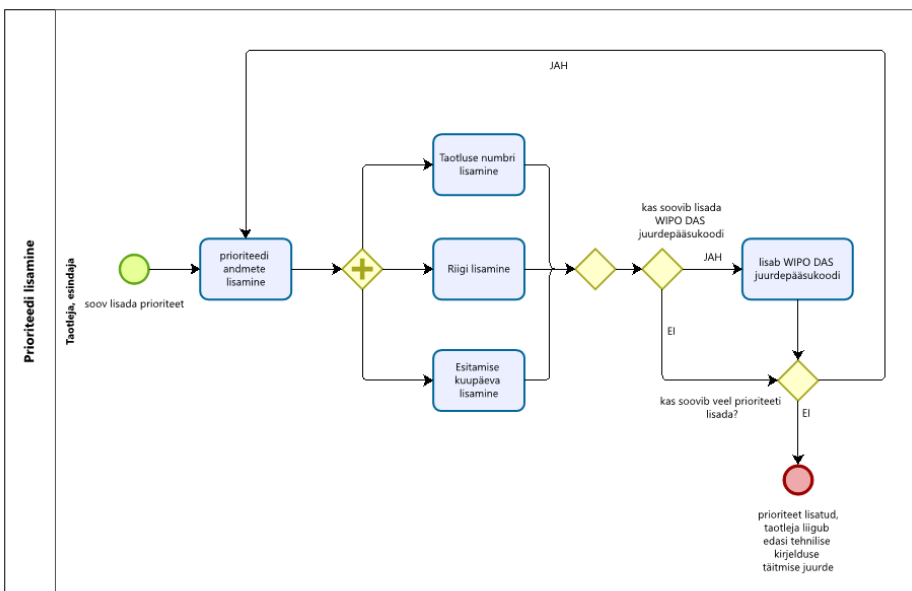 Prioriteedi lisamine
Taotleja, esindaja
JAH
Taotluse numbri
lisamine
kas soovib lisada
WIPO DAS
juurdepääsukoodi
prioriteedi
andmete
lisamine
Riigi lisamine
JAH
lisab WIPO DAS
juurdepääsukoodi
soov lisada prioriteet
EI
Esitamise
kuupäeva
lisamine
kas soovib veel prioriteeti
lisada?
EI
prioriteet lisatud,
taotleja liigub
edasi tehnilise
kirjelduse
täitmise juurde